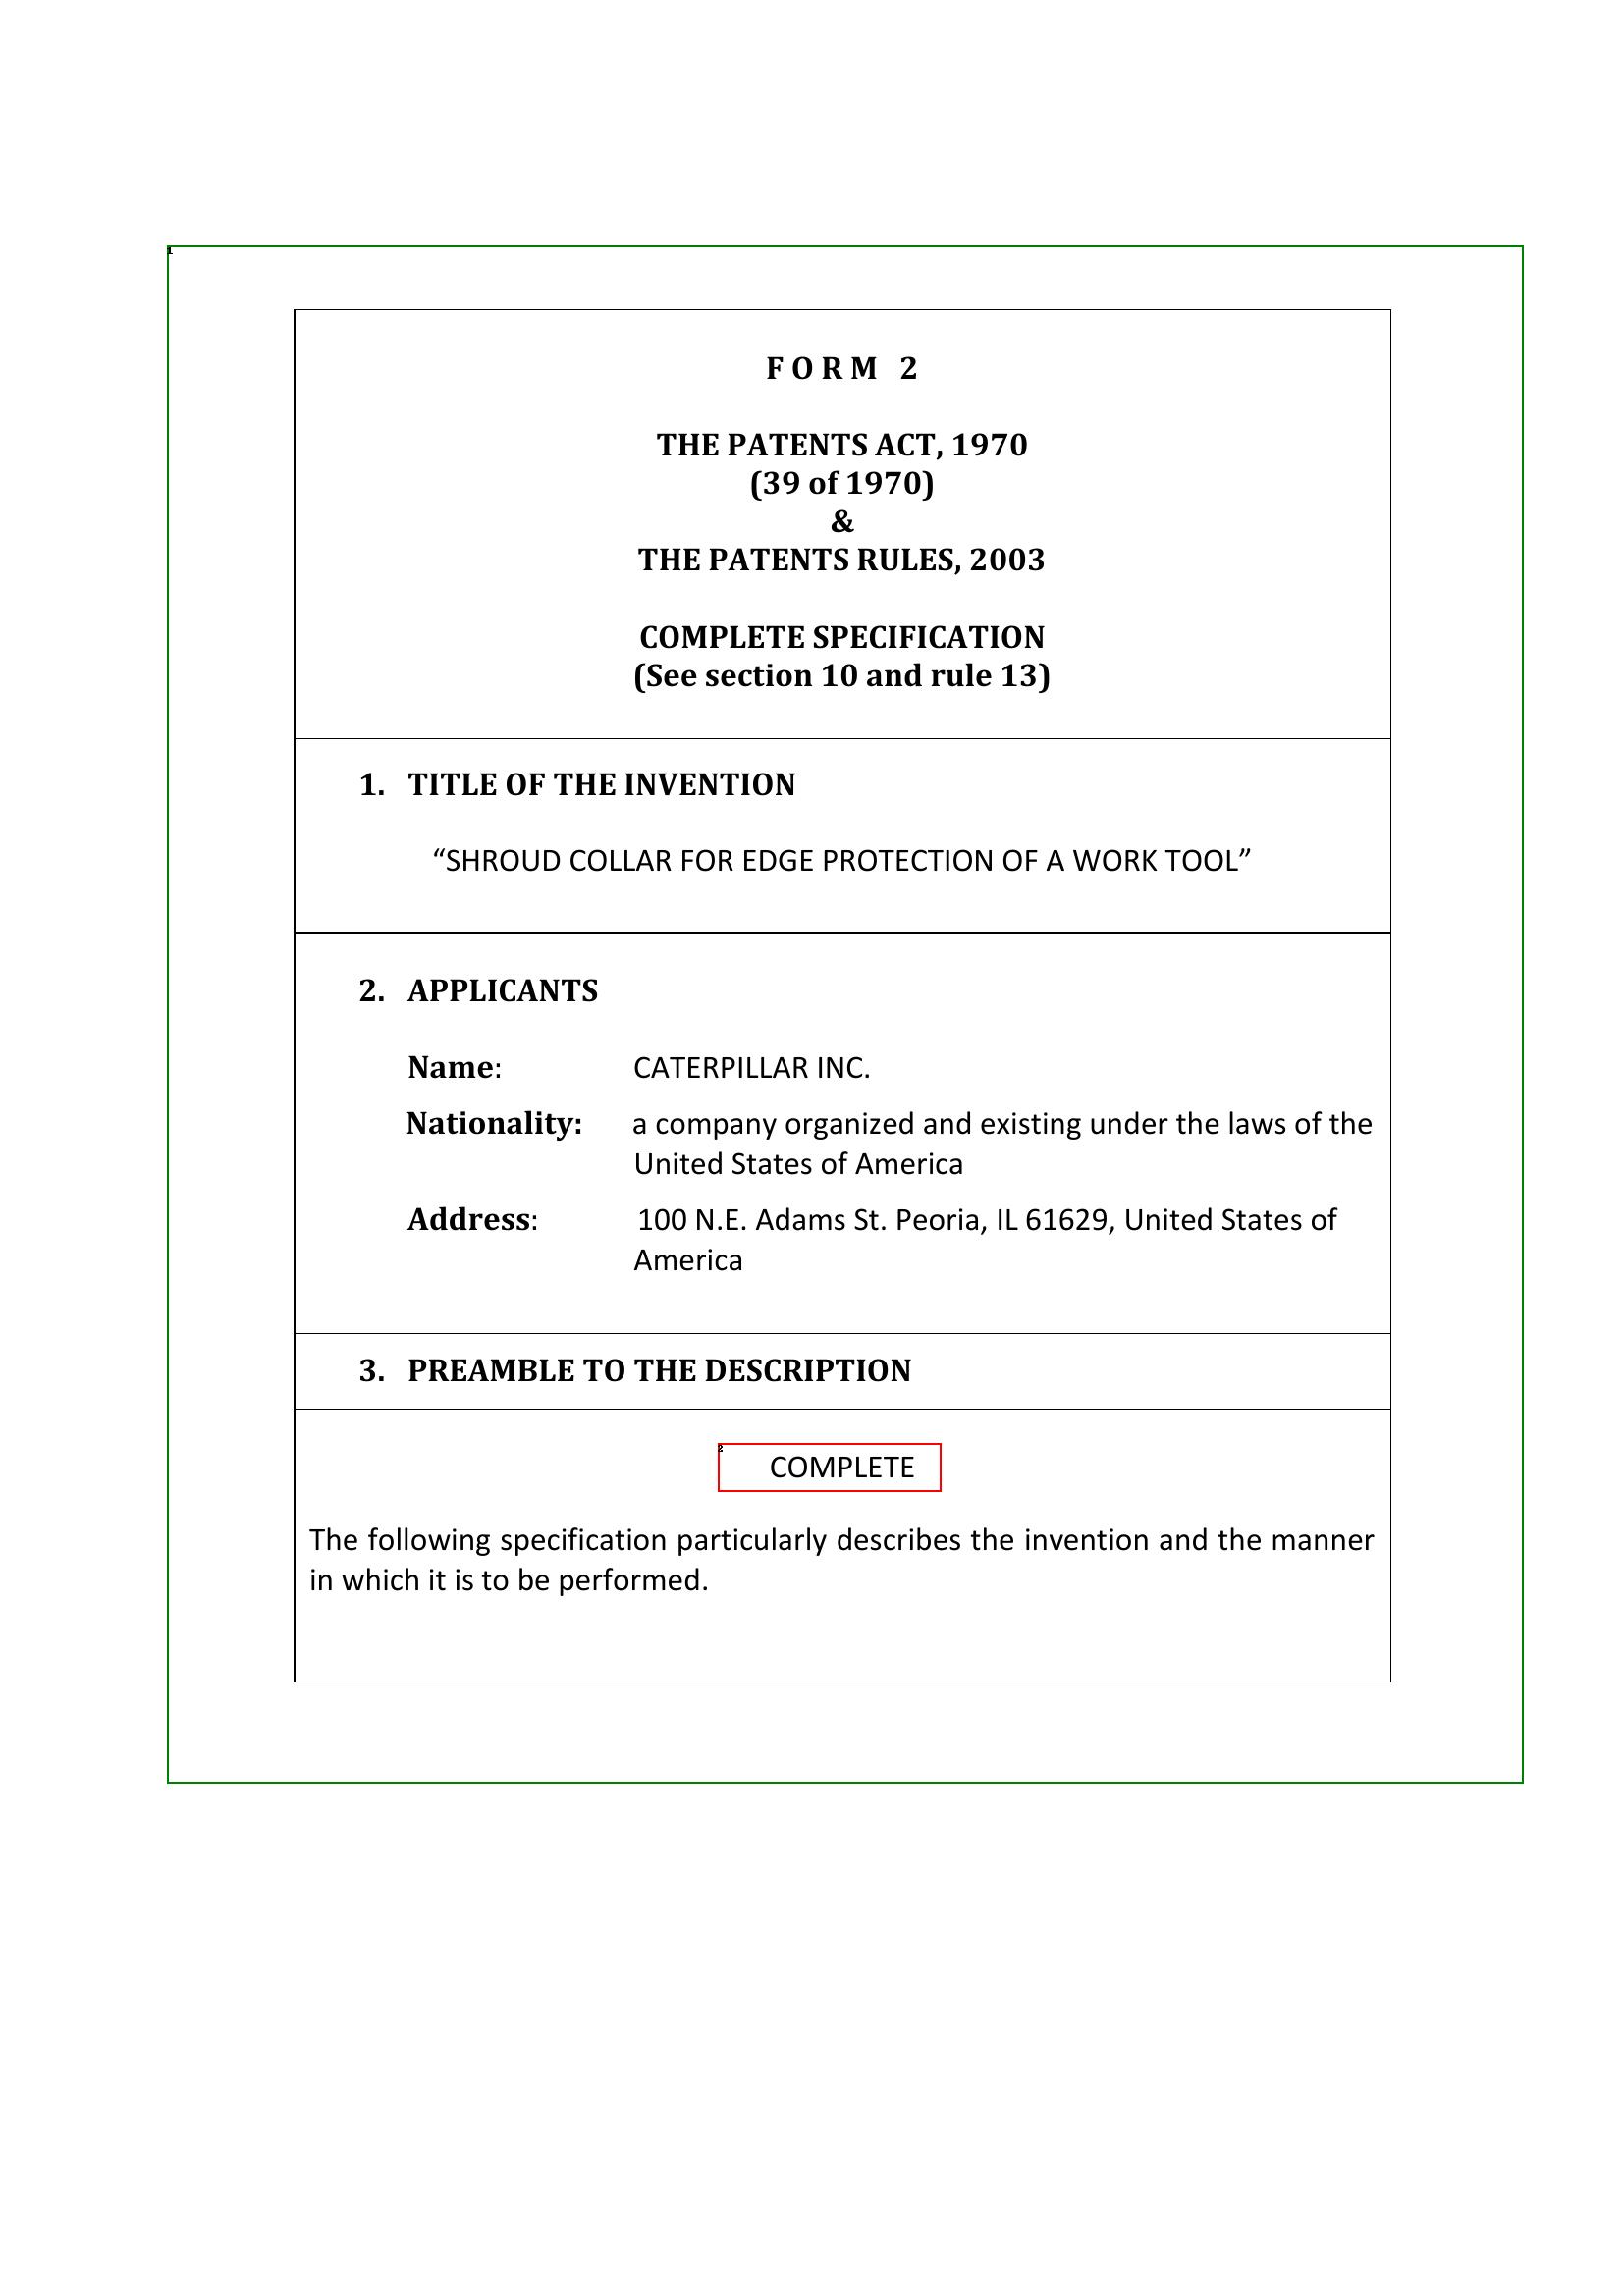 1
FORM 2
THE PATENTS ACT, 1970
(39 of 1970)
&
THE PATENTS RULES, 2003
COMPLETE SPECIFICATION
(See section 10 and rule 13)
1. TITLE OF THE INVENTION
“SHROUD COLLAR FOR EDGE PROTECTION OF A WORK TOOL”
2. APPLICANTS
Name: CATERPILLAR INC.
Nationality: a company organized and existing under the laws of the
United States of America
Address: 100 N.E. Adams St. Peoria, IL 61629, United States of
America
3. PREAMBLE TO THE DESCRIPTION
2
COMPLETE
The following specification particularly describes the invention and the manner
in which it is to be performed.